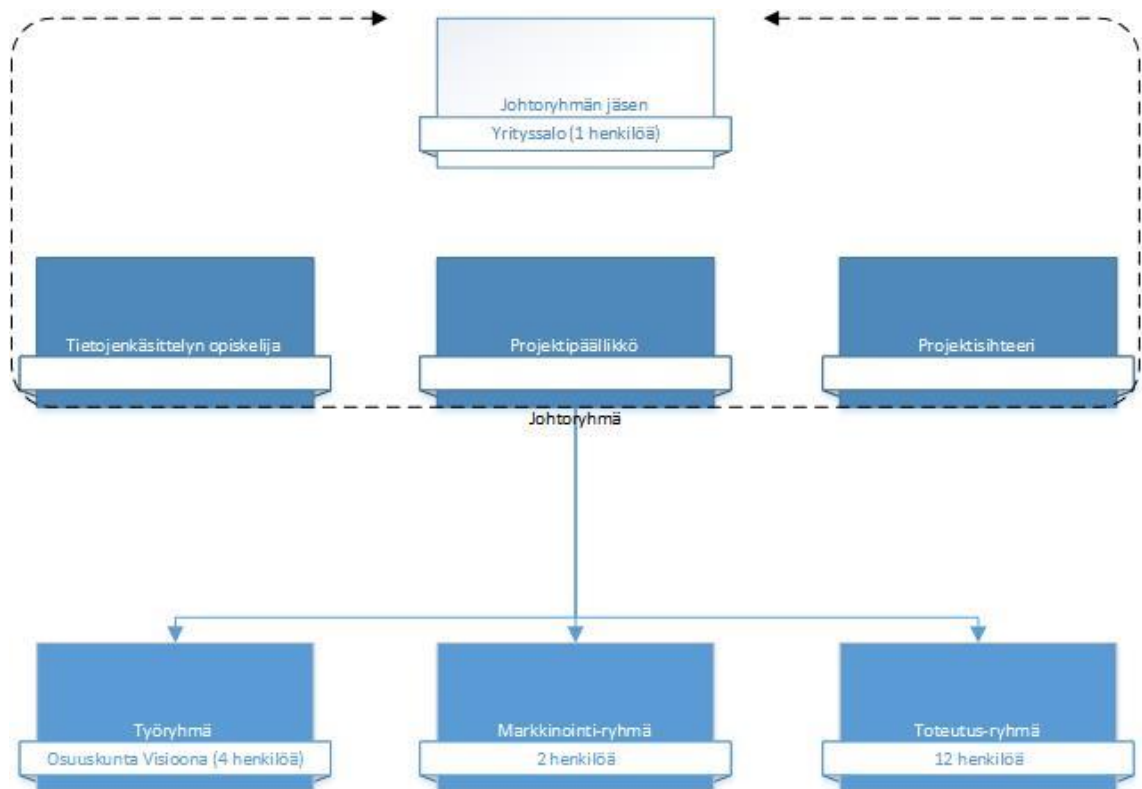 Johtoryhmän jäsen
Yrityssalo (1 henkilöä)
Tietojenkäsittelyn opiskelija
Projektipäällikkö
Projektisihteeri
Johtoryhmä
Työryhmä
Osuuskunta Visioona (4 henkilöä)
Markkinointi-ryhmä
2 henkilöä
Toteutus-ryhmä
12 henkilöä